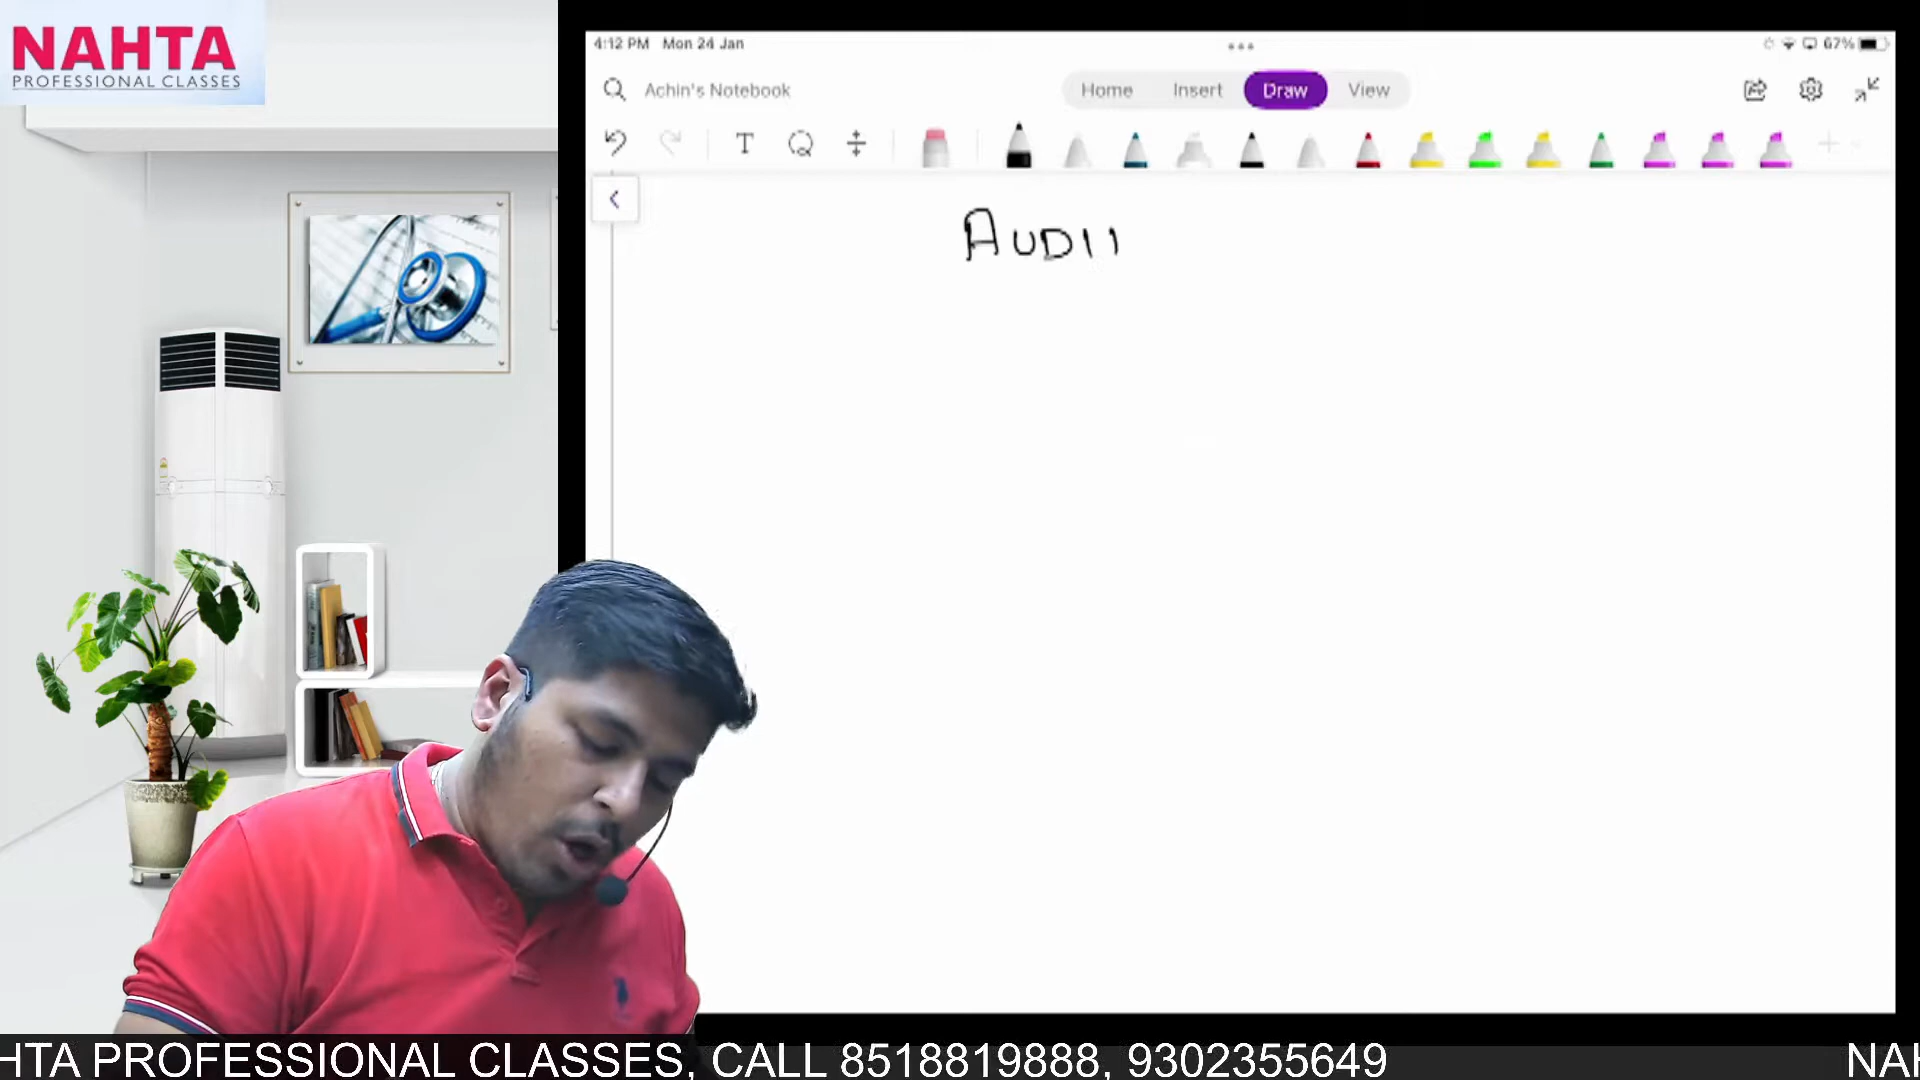 NAHTA
PROFESSIONAL CLASSES
4:12 PM Mon 24 Jan
67%
Achin's Notebook
Home Insert Draw View
T
AUDII
HTA PROFESSIONAL CLASSES, CALL 8518819888, 9302355649 NAH